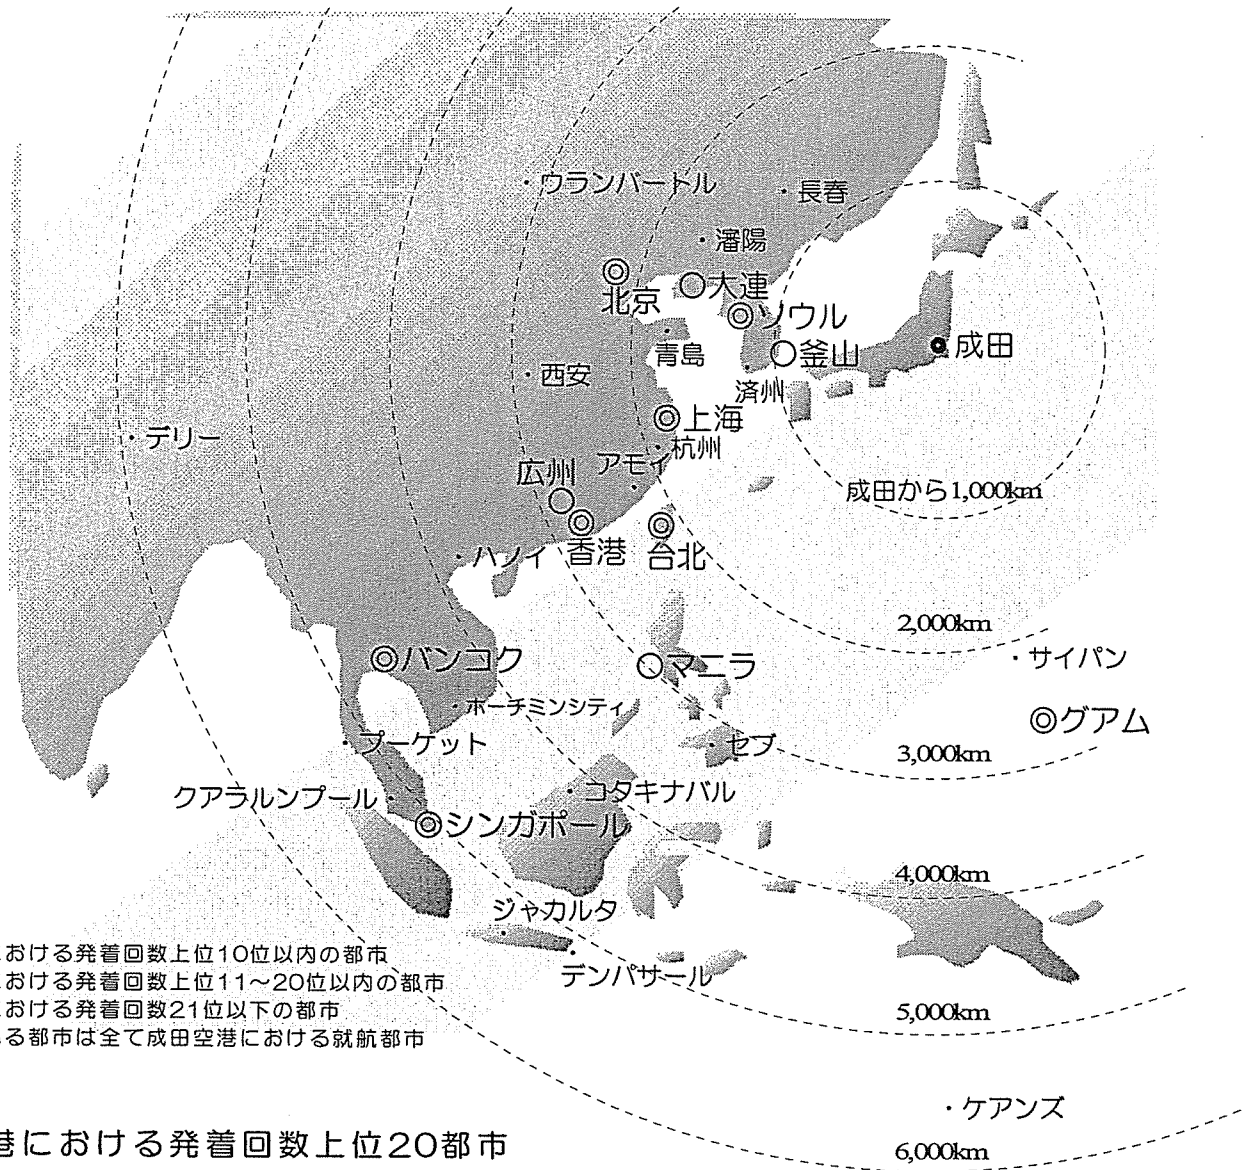 ・ウランバートル
・長春
・瀋陽
◎北京
○大連
◎ソウル
・青島
○釜山
成田
・西安
・済州
◎上海
・デリー
・杭州
広州
アモイ
成田から1,000km
・ハノイ
香港
台北
2,000km
◎バンコク
○マニラ
・サイパン
・ホーチミンシティ
◎グアム
・プーケット
・セブ
3,000km
クアラルンプール・
・コタキナバル
◎シンガポール
4,000km
ジャカルタ
おける発着回数上位10位以内の都市
デンパサール
おける発着回数上位11～20位以内の都市
おける発着回数21位以下の都市
5,000km
る都市は全て成田空港における就航都市
・ケアンズ
港における発着回数上位20都市
6,000km